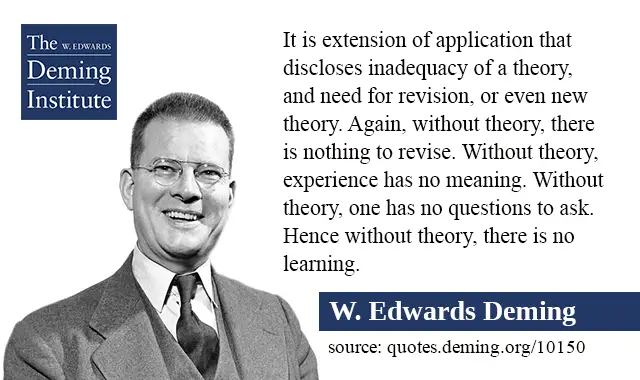 The W. EDWARDS
Deming
Institute
It is extension of application that
discloses inadequacy of a theory,
and need for revision, or even new
theory. Again, without theory, there
is nothing to revise. Without theory,
experience has no meaning. Without
theory, one has no questions to ask.
Hence without theory, there is no
learning.
W. Edwards Deming
source: quotes.deming.org/10150